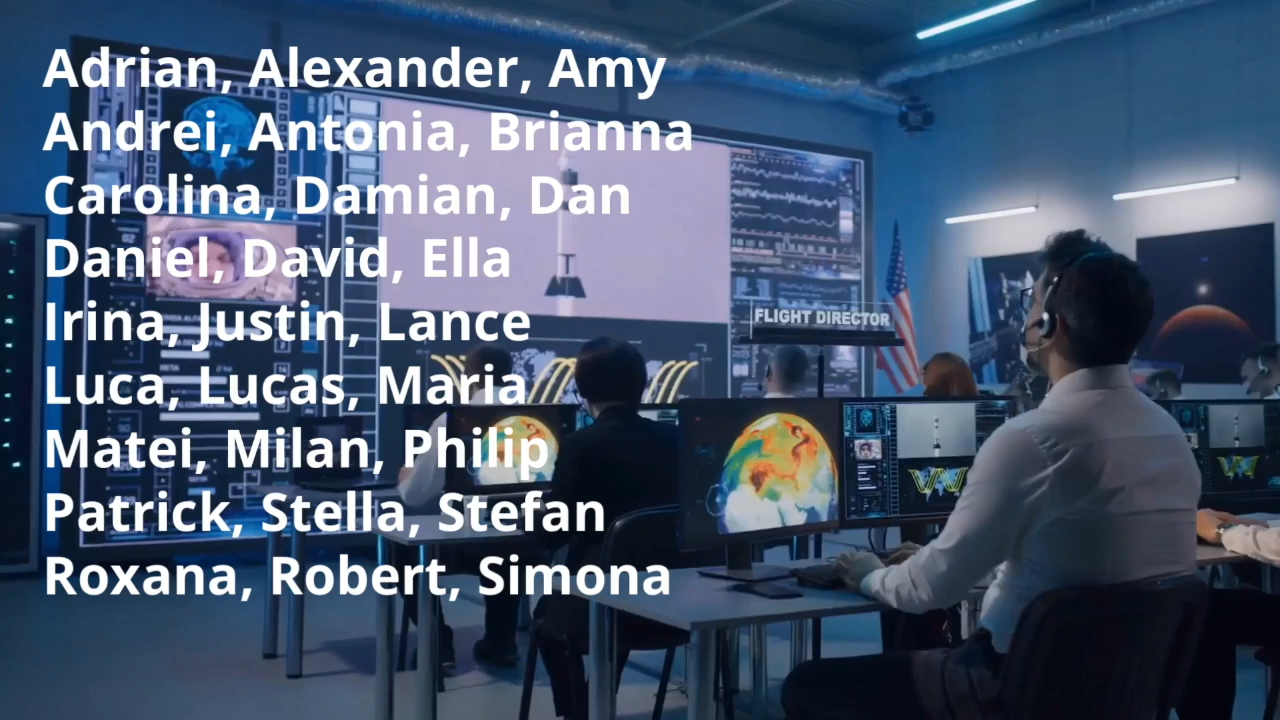 Adrian, Alexander, Amy
Andrei, Antonia, Brianna
Carolina, Damian, Dan
Daniel, David, Ella
Irina, Justin, Lance
Luca, Lucas, Maria
Matei, Milan, Philip
Patrick, Stella, Stefan
Roxana, Robert, Simona
FLIGHT DIRECTOR